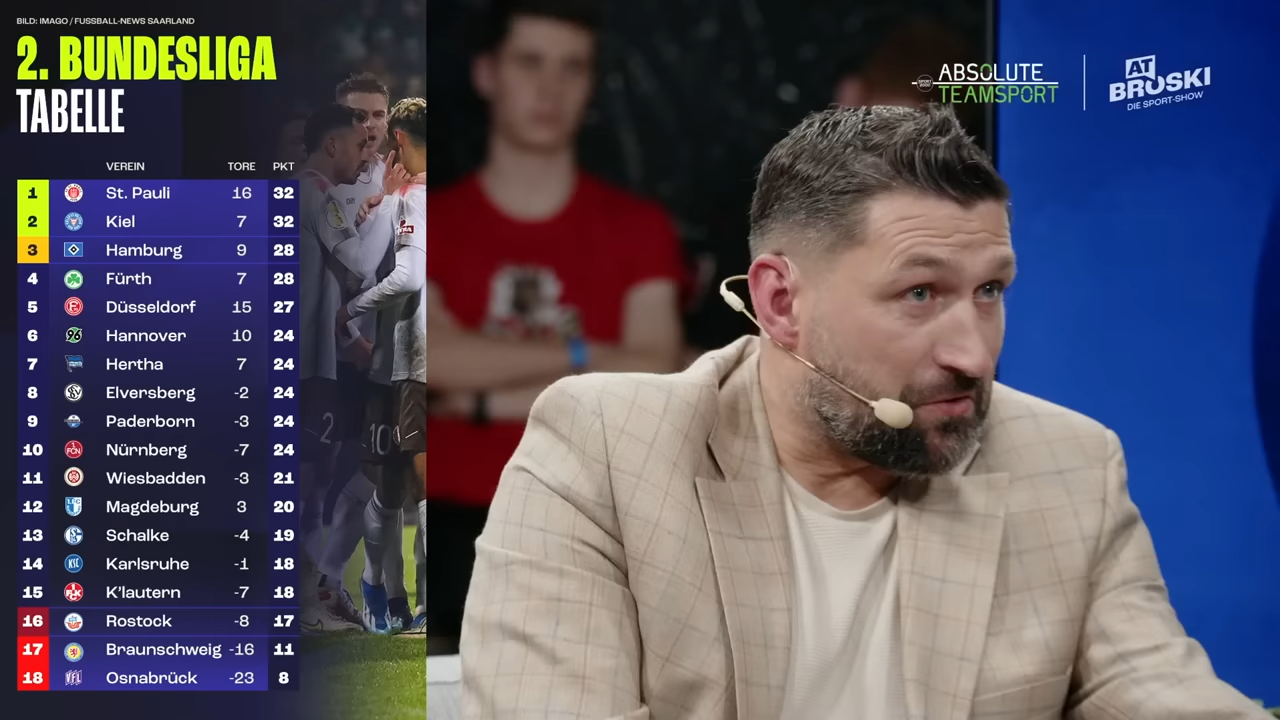 BILD: IMAGO / FUSSBALL-NEWS SAARLAND
2. BUNDESLIGA
TABELLE
VEREIN TORE PKT
1 St. Pauli 16 32
2 Kiel 7 32
3 Hamburg 9 28
4 Fürth 7 28
5 Düsseldorf 15 27
6 Hannover 10 24
7 Hertha 7 24
8 Elversberg -2 24
9 Paderborn -3 24
10 Nürnberg -7 24
11 Wiesbadden -3 21
12 Magdeburg 3 20
13 Schalke -4 19
14 Karlsruhe -1 18
15 K'lautern -7 18
16 Rostock -8 17
17 Braunschweig -16 11
18 Osnabrück -23 8
2
10
ABSOLUTE
TEAMSPORT
AT
BROSKI
DIE SPORT-SHOW